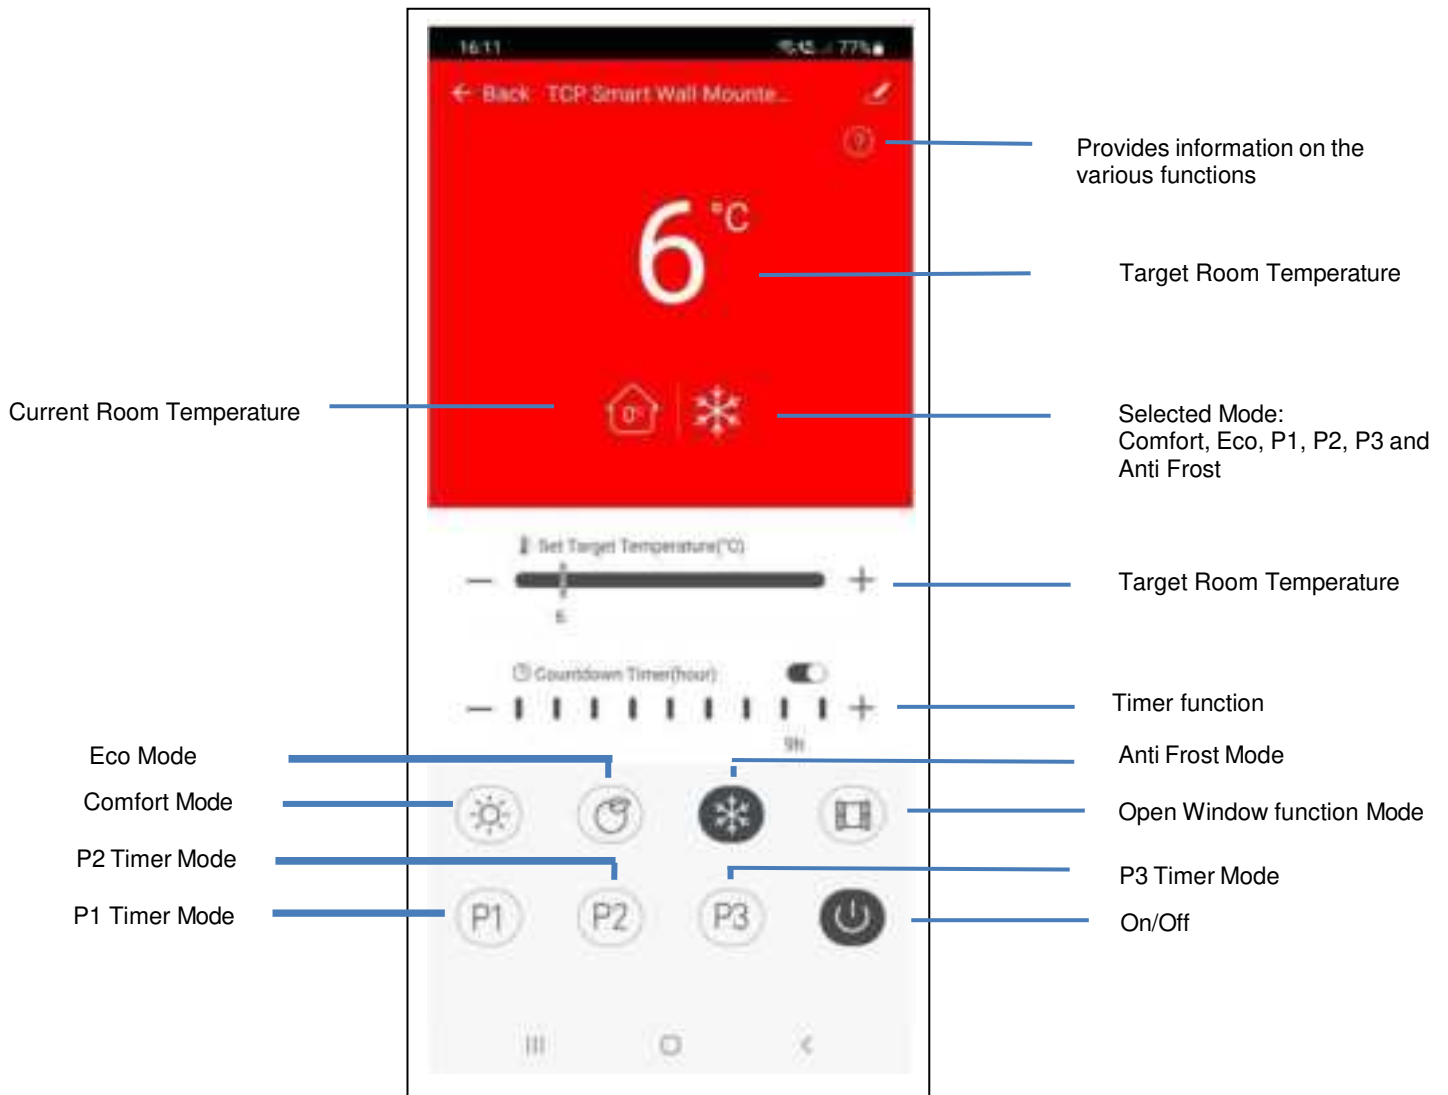 16:11 77%
Back TCP Smart Wall Mounte...
?
Provides information on the
various functions
6 °C
Target Room Temperature
Current Room Temperature
0°
Selected Mode:
Comfort, Eco, P1, P2, P3 and
Anti Frost
Set Target Temperature(°C)
Target Room Temperature
6
Countdown Timer(hour)
Timer function
9h
Eco Mode
Anti Frost Mode
Comfort Mode
Open Window function Mode
P2 Timer Mode
P3 Timer Mode
P1 Timer Mode
P1 P2 P3
On/Off